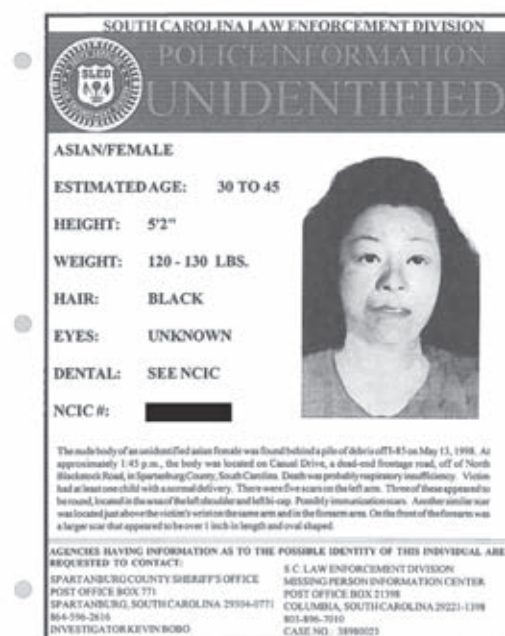 SOUTH CAROLINA LAW ENFORCEMENT DIVISION
POLICE INFORMATION
UNIDENTIFIED
SLED
ASIAN/FEMALE
ESTIMATED AGE: 30 TO 45
HEIGHT: 5'2"
WEIGHT: 120 - 130 LBS.
HAIR: BLACK
EYES: UNKNOWN
DENTAL: SEE NCIC
NCIC #:
The nude body of an unidentified asian female was found behind a pile of debris off I-85 on May 13, 1998. At
approximately 1:45 p.m., the body was located on Casual Drive, a dead-end frontage road, off of North
Blackstock Road, in Spartanburg County, South Carolina. Death was probably respiratory insufficiency. Victim
had at least one child with a normal delivery. There were five scars on the left arm. Three of these appeared to
be round, located in the area of the left shoulder and left bi-cap. Possibly immunization scars. Another similar scar
was located just above the victim's wrist on the same arm and in the forearm area. On the front of the forearm was
a larger scar that appeared to be over 1 inch in length and oval shaped.
AGENCIES HAVING INFORMATION AS TO THE POSSIBLE IDENTITY OF THIS INDIVIDUAL ARE
REQUESTED TO CONTACT:
SPARTANBURG COUNTY SHERIFF'S OFFICE
POST OFFICE BOX 771
SPARTANBURG, SOUTH CAROLINA 29304-0771
864-596-2616
INVESTIGATOR KEVIN BOBO
S.C. LAW ENFORCEMENT DIVISION
MISSING PERSON INFORMATION CENTER
POST OFFICE BOX 21398
COLUMBIA, SOUTH CAROLINA 29221-1398
803-896-7010
CASE NO.: 38980023